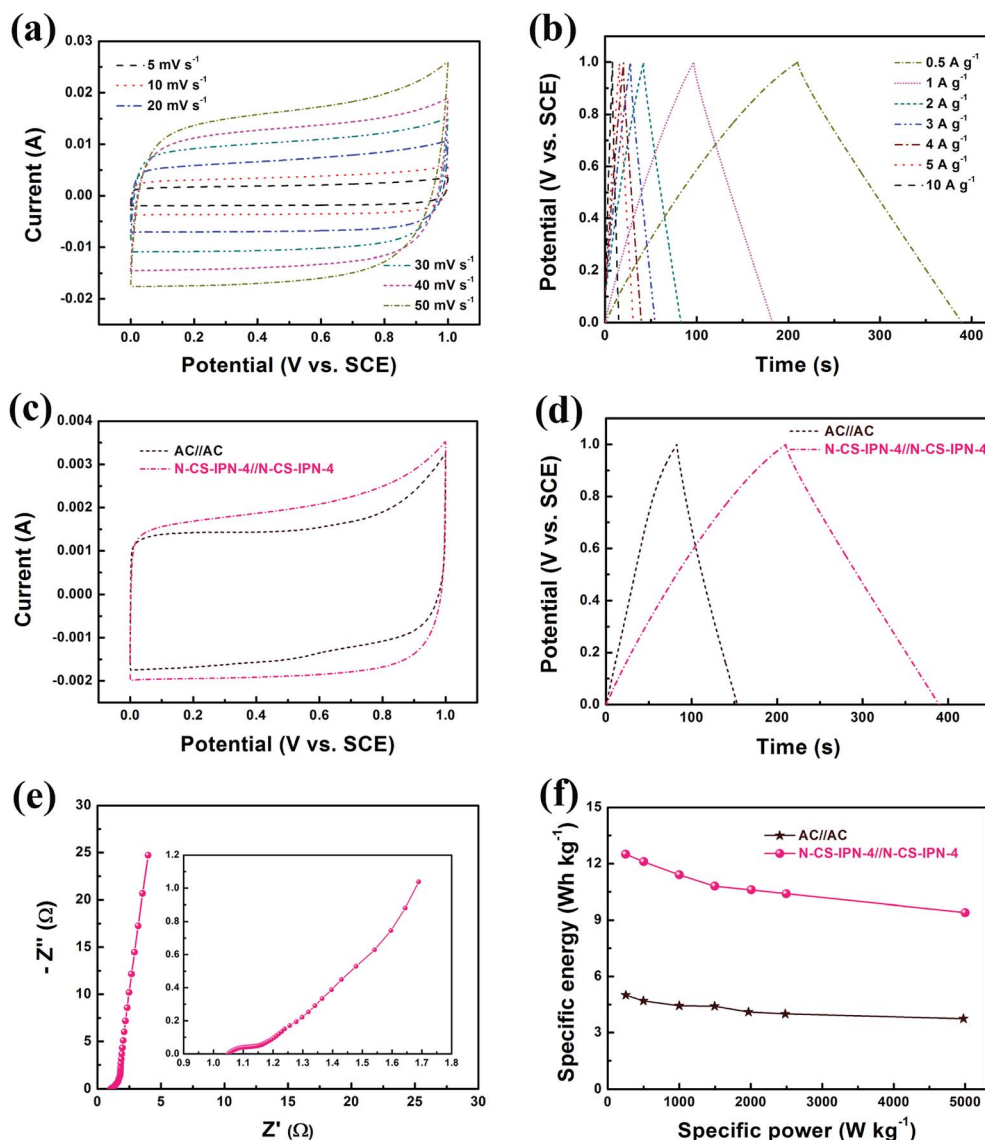 (a)
0.03
0.02
0.01
0.00
-0.01
-0.02
Current (A)
5 mV s⁻¹
10 mV s⁻¹
20 mV s⁻¹
30 mV s⁻¹
40 mV s⁻¹
50 mV s⁻¹
0.0 0.2 0.4 0.6 0.8 1.0
Potential (V vs. SCE)
(b)
1.0
0.8
0.6
0.4
0.2
0.0
Potential (V vs. SCE)
0.5 A g⁻¹
1 A g⁻¹
2 A g⁻¹
3 A g⁻¹
4 A g⁻¹
5 A g⁻¹
10 A g⁻¹
0 100 200 300 400
Time (s)
(c)
0.004
0.003
0.002
0.001
0.000
-0.001
-0.002
Current (A)
AC//AC
N-CS-IPN-4//N-CS-IPN-4
0.0 0.2 0.4 0.6 0.8 1.0
Potential (V vs. SCE)
(d)
1.0
0.8
0.6
0.4
0.2
0.0
Potential (V vs. SCE)
AC//AC
N-CS-IPN-4//N-CS-IPN-4
0 100 200 300 400
Time (s)
(e)
30
25
20
15
10
5
0
- Z'' (Ω)
1.2
1.0
0.8
0.6
0.4
0.2
0.0
0.9 1.0 1.1 1.2 1.3 1.4 1.5 1.6 1.7 1.8
0 5 10 15 20 25 30
Z' (Ω)
(f)
15
12
9
6
3
0
Specific energy (Wh kg⁻¹)
AC//AC
N-CS-IPN-4//N-CS-IPN-4
0 1000 2000 3000 4000 5000
Specific power (W kg⁻¹)